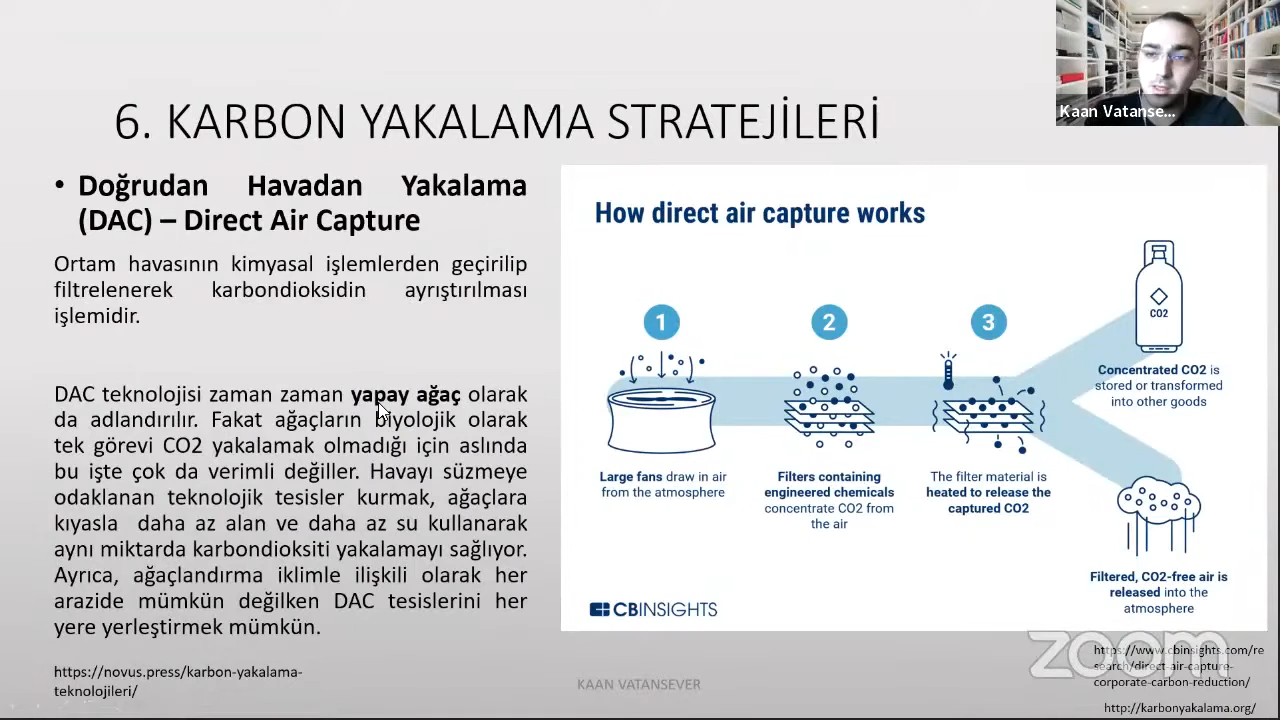 Kaan Vatanse...
6. KARBON YAKALAMA STRATEJİLERİ
• Doğrudan Havadan Yakalama
(DAC) – Direct Air Capture
Ortam havasının kimyasal işlemlerden geçirilip
filtrelenerek karbondioksidin ayrıştırılması
işlemidir.
DAC teknolojisi zaman zaman yapay ağaç olarak
da adlandırılır. Fakat ağaçların biyolojik olarak
tek görevi CO2 yakalamak olmadığı için aslında
bu işte çok da verimli değiller. Havayı süzmeye
odaklanan teknolojik tesisler kurmak, ağaçlara
kıyasla daha az alan ve daha az su kullanarak
aynı miktarda karbondioksiti yakalamayı sağlıyor.
Ayrıca, ağaçlandırma iklimle ilişkili olarak her
arazide mümkün değilken DAC tesislerini her
yere yerleştirmek mümkün.
https://novus.press/karbon-yakalama-
teknolojileri/
How direct air capture works
1
2
3
Large fans draw in air
from the atmosphere
Filters containing
engineered chemicals
concentrate CO2 from
the air
The filter material is
heated to release the
captured CO2
CO2
Concentrated CO2 is
stored or transformed
into other goods
Filtered, CO2-free air is
released into the
atmosphere
CBINSIGHTS
KAAN VATANSEVER
zoom
https://www.cbinsights.com/re
search/direct-air-capture-
corporate-carbon-reduction/
http://karbonyakalama.org/